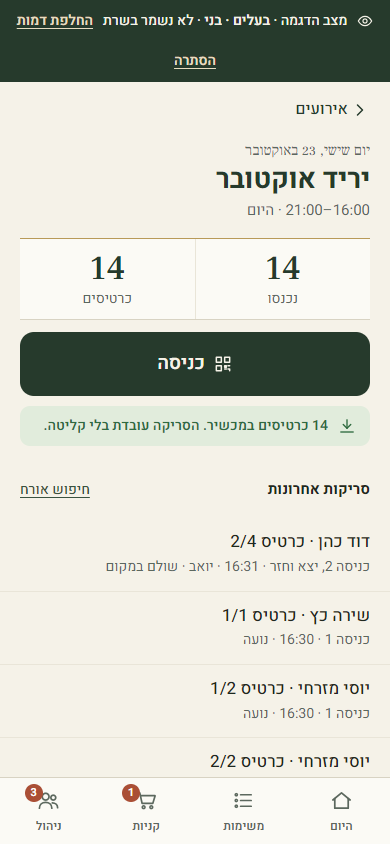 מצב הדגמה · בעלים · בני · לא נשמר בשרת החלפת דמות
הסתרה
אירועים
יום שישי, 23 באוקטובר
יריד אוקטובר
16:00–21:00 · היום
14 14
נכנסו כרטיסים
כניסה
14 כרטיסים במכשיר. הסריקה עובדת בלי קליטה.
סריקות אחרונות חיפוש אורח
דוד כהן · כרטיס 2/4
כניסה 2, יצא וחזר · 16:31 · יואב · שולם במקום
שירה כץ · כרטיס 1/1
כניסה 1 · 16:30 · נועה
יוסי מזרחי · כרטיס 1/2
כניסה 1 · 16:30 · נועה
יוסי מזרחי · כרטיס 2/2
1 3
היום משימות קניות ניהול